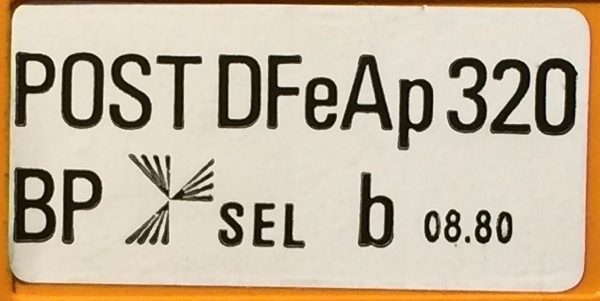 POST DFeAp 320
BP SEL b 08.80